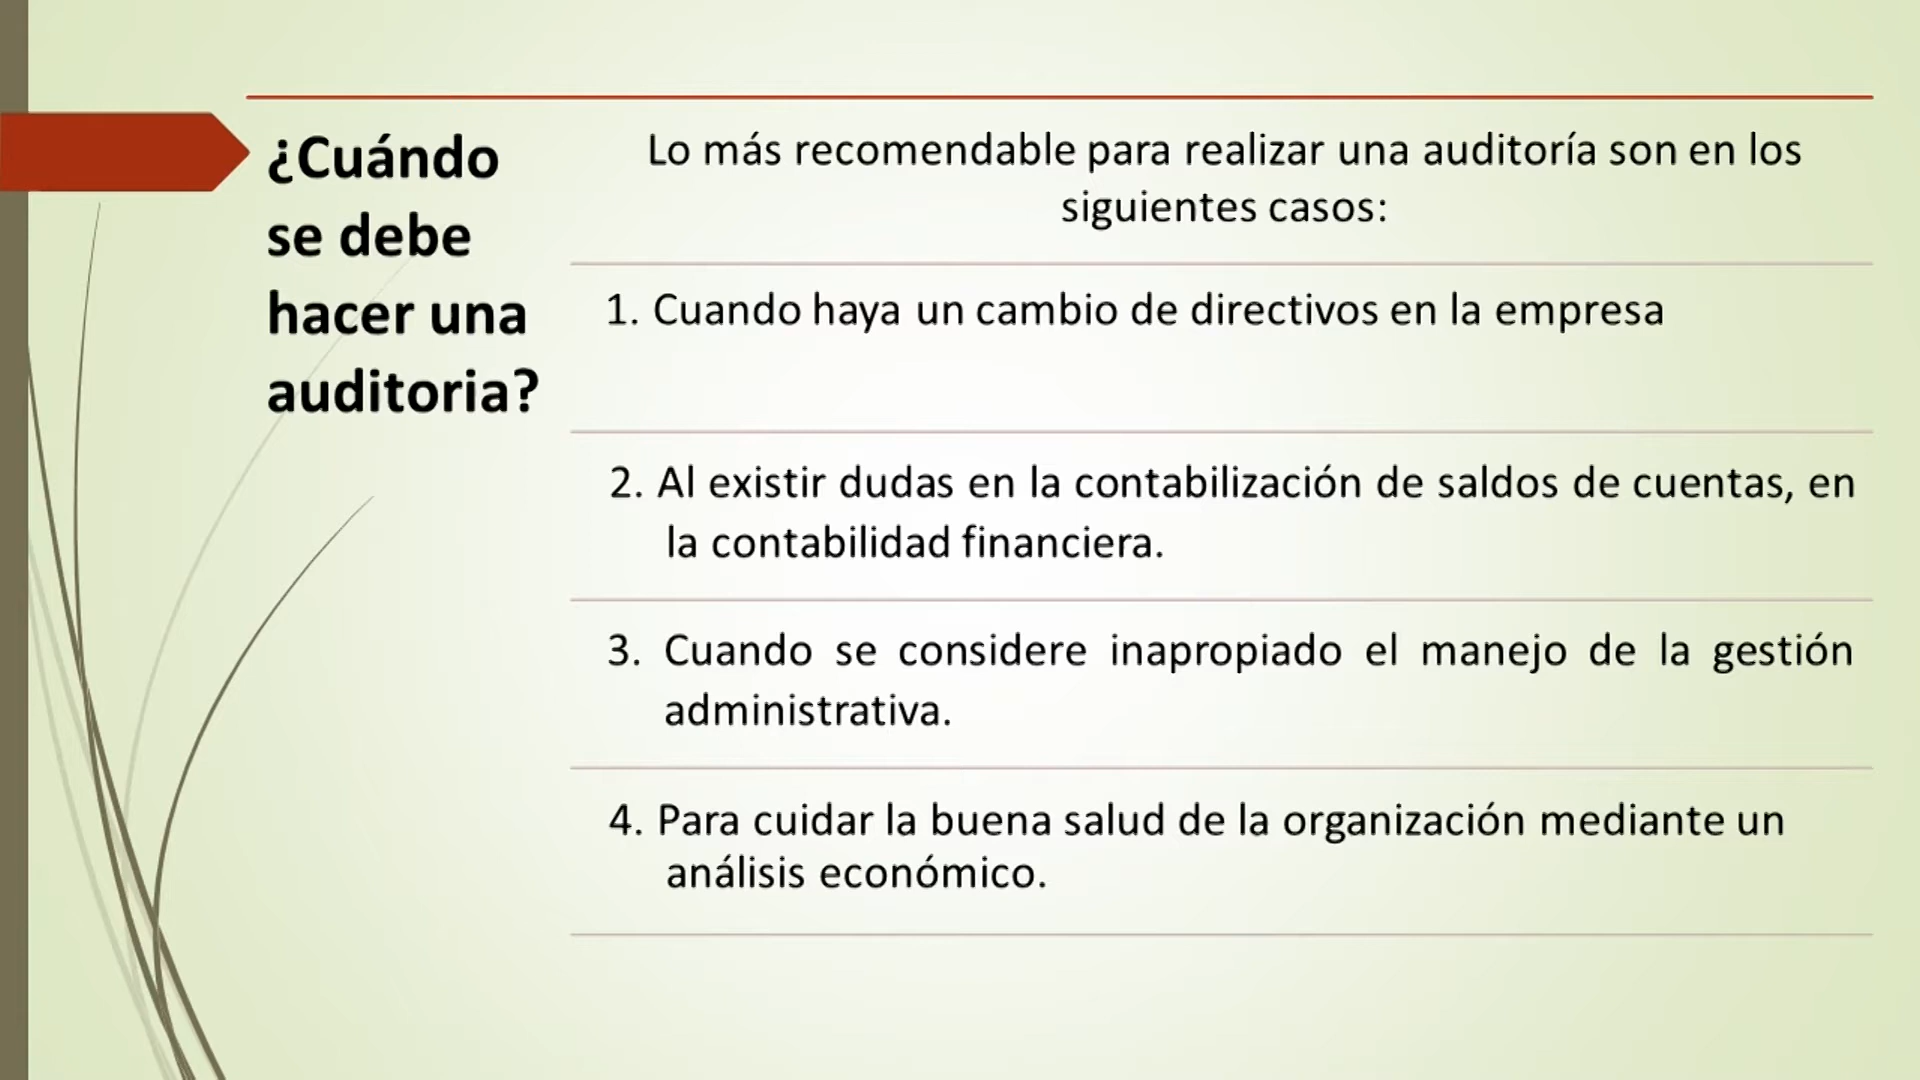 ¿Cuándo
se debe
hacer una
auditoria?
Lo más recomendable para realizar una auditoría son en los
siguientes casos:
1. Cuando haya un cambio de directivos en la empresa
2. Al existir dudas en la contabilización de saldos de cuentas, en
la contabilidad financiera.
3. Cuando se considere inapropiado el manejo de la gestión
administrativa.
4. Para cuidar la buena salud de la organización mediante un
análisis económico.